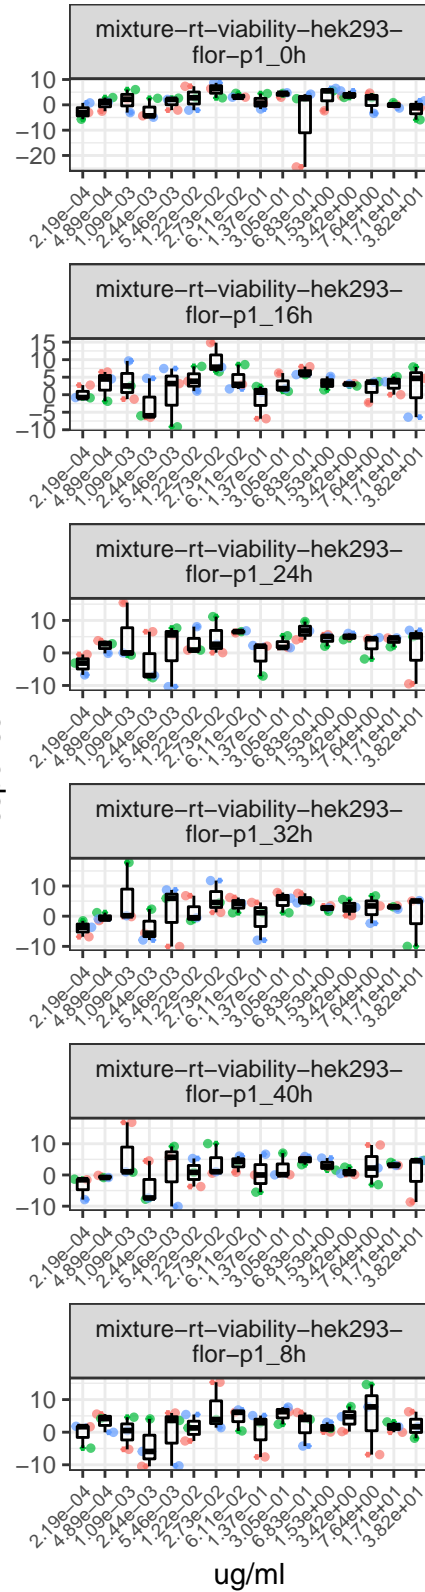 mixture−rt−viability−hek293−
flor−p1_0h
10
0
−10
−20
2.19e−04
4.89e−04
1.09e−03
2.44e−03
5.46e−03
1.22e−02
2.73e−02
6.11e−02
1.37e−01
3.05e−01
6.83e−01
1.53e+00
3.42e+00
7.64e+00
1.71e+01
3.82e+01
mixture−rt−viability−hek293−
flor−p1_16h
15
10
5
0
−5
−10
2.19e−04
4.89e−04
1.09e−03
2.44e−03
5.46e−03
1.22e−02
2.73e−02
6.11e−02
1.37e−01
3.05e−01
6.83e−01
1.53e+00
3.42e+00
7.64e+00
1.71e+01
3.82e+01
mixture−rt−viability−hek293−
flor−p1_24h
10
0
−10
2.19e−04
4.89e−04
1.09e−03
2.44e−03
5.46e−03
1.22e−02
2.73e−02
6.11e−02
1.37e−01
3.05e−01
6.83e−01
1.53e+00
3.42e+00
7.64e+00
1.71e+01
3.82e+01
mixture−rt−viability−hek293−
flor−p1_32h
10
0
−10
2.19e−04
4.89e−04
1.09e−03
2.44e−03
5.46e−03
1.22e−02
2.73e−02
6.11e−02
1.37e−01
3.05e−01
6.83e−01
1.53e+00
3.42e+00
7.64e+00
1.71e+01
3.82e+01
mixture−rt−viability−hek293−
flor−p1_40h
10
0
−10
2.19e−04
4.89e−04
1.09e−03
2.44e−03
5.46e−03
1.22e−02
2.73e−02
6.11e−02
1.37e−01
3.05e−01
6.83e−01
1.53e+00
3.42e+00
7.64e+00
1.71e+01
3.82e+01
mixture−rt−viability−hek293−
flor−p1_8h
10
0
−10
2.19e−04
4.89e−04
1.09e−03
2.44e−03
5.46e−03
1.22e−02
2.73e−02
6.11e−02
1.37e−01
3.05e−01
6.83e−01
1.53e+00
3.42e+00
7.64e+00
1.71e+01
3.82e+01
ug/ml